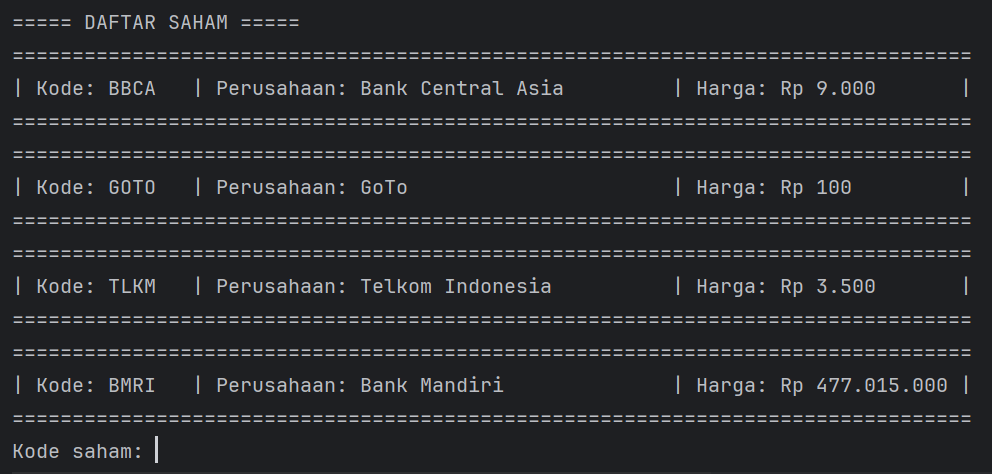 ===== DAFTAR SAHAM =====
================================================================================
| Kode: BBCA   | Perusahaan: Bank Central Asia         | Harga: Rp 9.000       |
================================================================================
================================================================================
| Kode: GOTO   | Perusahaan: GoTo                      | Harga: Rp 100         |
================================================================================
================================================================================
| Kode: TLKM   | Perusahaan: Telkom Indonesia          | Harga: Rp 3.500       |
================================================================================
================================================================================
| Kode: BMRI   | Perusahaan: Bank Mandiri              | Harga: Rp 477.015.000 |
================================================================================
Kode saham: